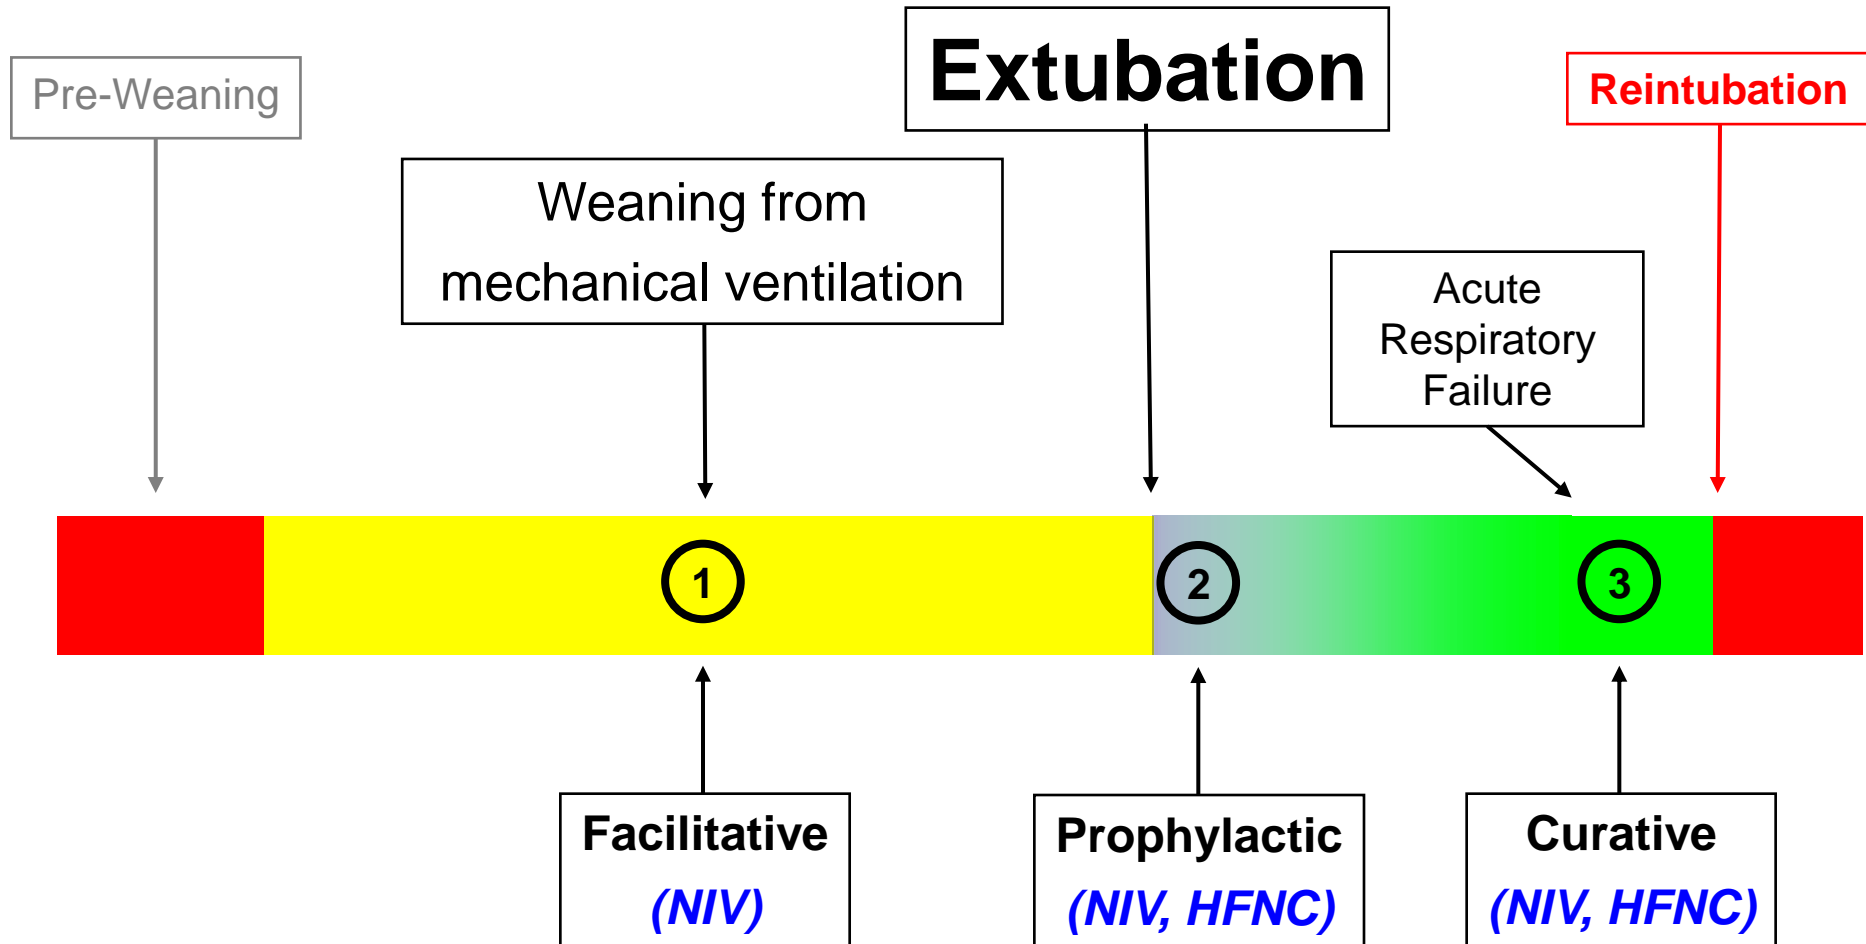 Extubation
Pre-Weaning
Reintubation
Weaning from
mechanical ventilation
Acute
Respiratory
Failure
1
2
3
Facilitative
(NIV)
Prophylactic
(NIV, HFNC)
Curative
(NIV, HFNC)